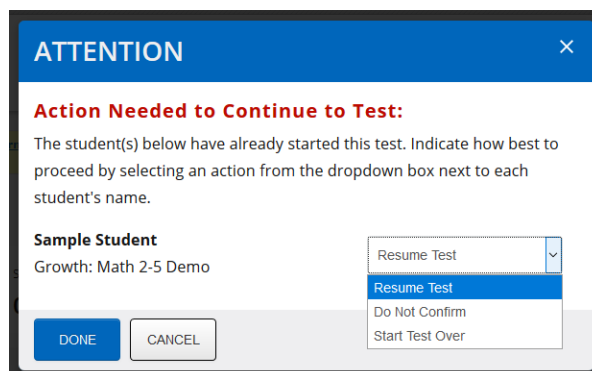 ATTENTION
×
Action Needed to Continue to Test:
The student(s) below have already started this test. Indicate how best to
proceed by selecting an action from the dropdown box next to each
student's name.
Sample Student
Growth: Math 2-5 Demo
Resume Test
Resume Test
Do Not Confirm
Start Test Over
DONE
CANCEL